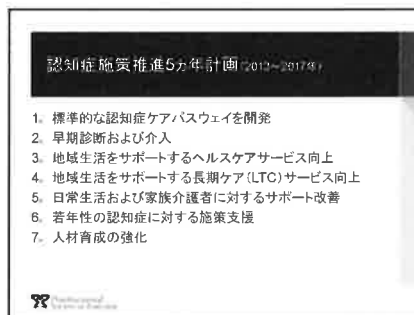 認知症施策推進5カ年計画(2013~2017年)
1. 標準的な認知症ケアパスウェイを開発
2. 早期診断および介入
3. 地域生活をサポートするヘルスケアサービス向上
4. 地域生活をサポートする長期ケア(LTC)サービス向上
5. 日常生活および家族介護者に対するサポート改善
6. 若年性の認知症に対する施策支援
7. 人材育成の強化